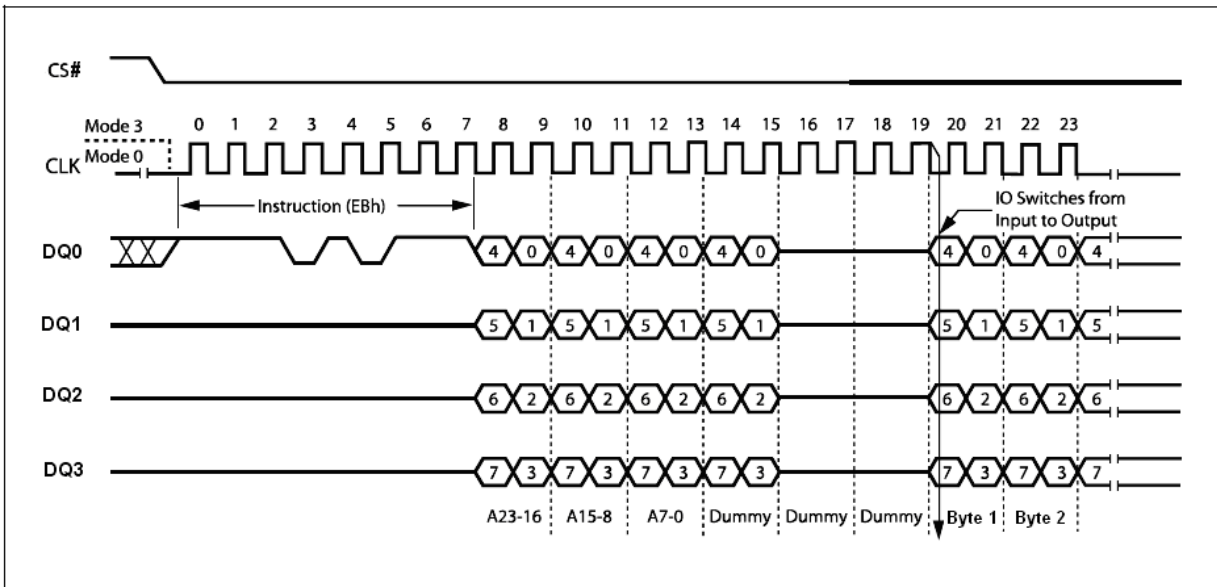 CS#
Mode 3
0 1 2 3 4 5 6 7 8 9 10 11 12 13 14 15 16 17 18 19 20 21 22 23
CLK
Mode 0
Instruction (EBh)
IO Switches from
Input to Output
DQ0
4 0 4 0 4 0 4 0 4 0 4 0 4
DQ1
5 1 5 1 5 1 5 1 5 1 5 1 5
DQ2
6 2 6 2 6 2 6 2 6 2 6 2 6
DQ3
7 3 7 3 7 3 7 3 7 3 7 3 7
A23-16 A15-8 A7-0 Dummy Dummy Dummy Byte 1 Byte 2